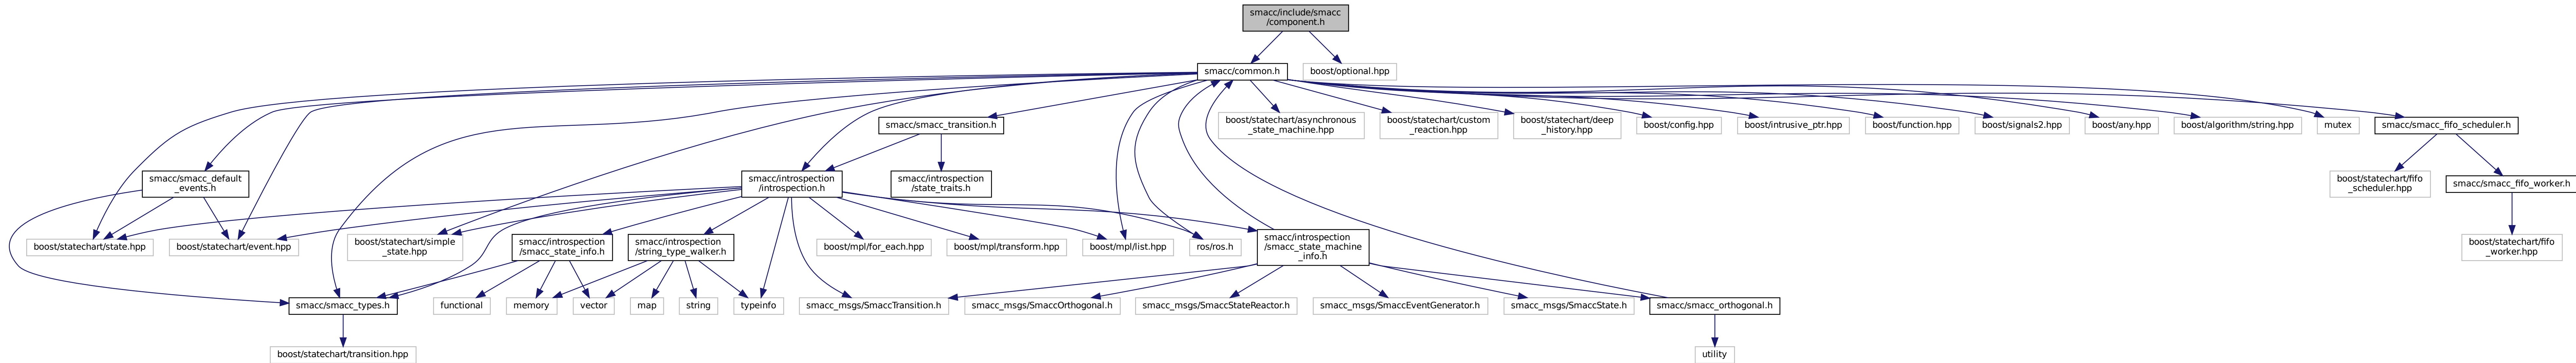 smacc/include/smacc
/component.h
smacc/common.h
boost/optional.hpp
smacc/smacc_transition.h
boost/statechart/asynchronous
_state_machine.hpp
boost/statechart/custom
_reaction.hpp
boost/statechart/deep
_history.hpp
boost/config.hpp
boost/intrusive_ptr.hpp
boost/function.hpp
boost/signals2.hpp
boost/any.hpp
boost/algorithm/string.hpp
mutex
smacc/smacc_fifo_scheduler.h
smacc/smacc_default
_events.h
smacc/introspection
/introspection.h
smacc/introspection
/state_traits.h
boost/statechart/fifo
_scheduler.hpp
smacc/smacc_fifo_worker.h
boost/statechart/state.hpp
boost/statechart/event.hpp
boost/statechart/simple
_state.hpp
smacc/introspection
/smacc_state_info.h
smacc/introspection
/string_type_walker.h
boost/mpl/for_each.hpp
boost/mpl/transform.hpp
boost/mpl/list.hpp
ros/ros.h
smacc/introspection
/smacc_state_machine
_info.h
boost/statechart/fifo
_worker.hpp
smacc/smacc_types.h
functional
memory
vector
map
string
typeinfo
smacc_msgs/SmaccTransition.h
smacc_msgs/SmaccOrthogonal.h
smacc_msgs/SmaccStateReactor.h
smacc_msgs/SmaccEventGenerator.h
smacc_msgs/SmaccState.h
smacc/smacc_orthogonal.h
boost/statechart/transition.hpp
utility